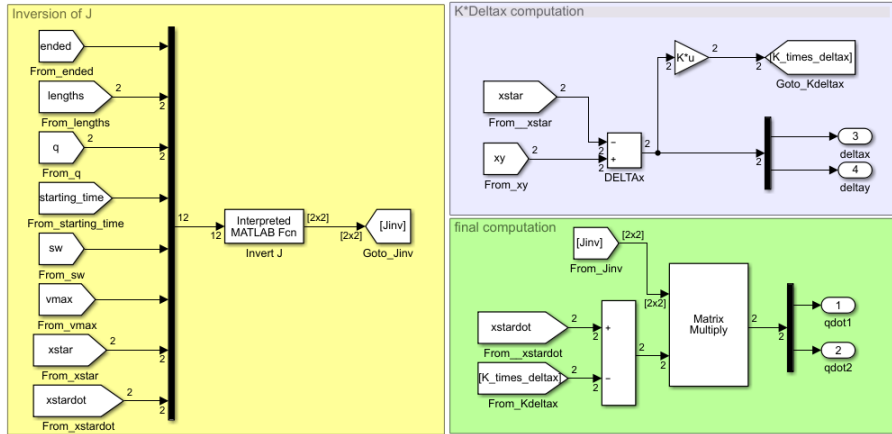 Inversion of J
ended
From_ended
lengths
2
2
From_lengths
q
2
2
From_q
starting_time
From_starting_time
sw
From_sw
vmax
From_vmax
xstar
2
2
From_xstar
xstardot
2
2
From_xstardot
12
12
Interpreted
MATLAB Fcn
Invert J
[2x2]
[2x2]
[Jinv]
Goto_Jinv
K*Deltax computation
K*u
2
2
2
[K_times_deltax]
Goto_Kdeltax
xstar
2
2
From__xstar
xy
2
2
From_xy
−
+
DELTAx
2
2
3
deltax
4
deltay
final computation
[Jinv]
[2x2]
[2x2]
From_Jinv
xstardot
2
From__xstardot
[K_times_deltax]
2
From_Kdeltax
+
−
2
2
Matrix
Multiply
2
2
1
qdot1
2
qdot2